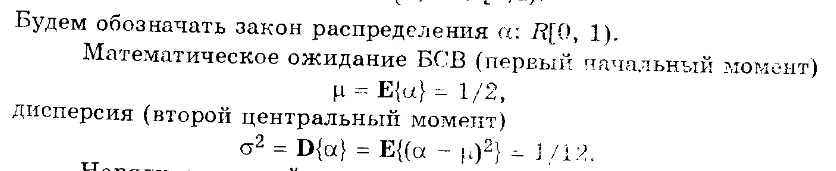 Будем обозначать закон распределения α: R[0, 1).
Математическое ожидание БСВ (первый начальный момент)
μ = E{α} = 1/2,
дисперсия (второй центральный момент)
σ² = D{α} = E{(α − μ)²} = 1/12.